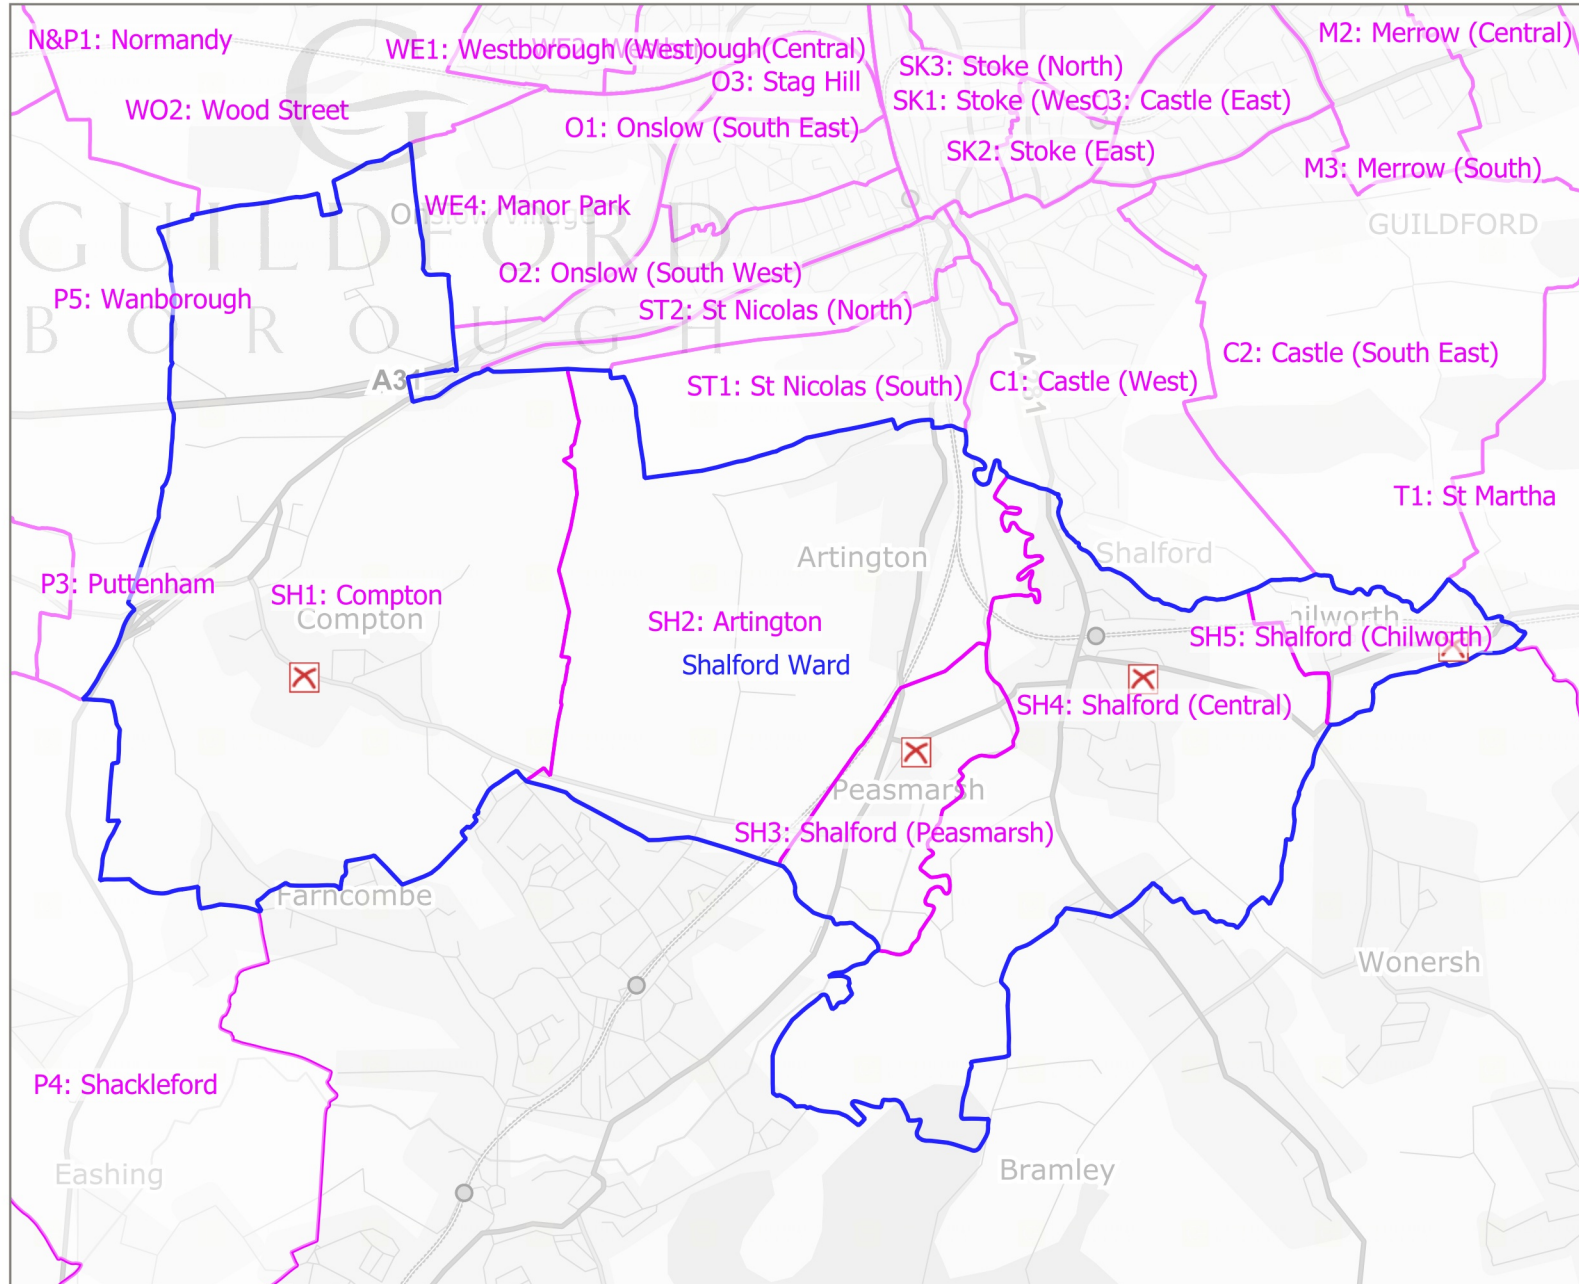 N&P1: Normandy
WE1: Westborough (West)
ough(Central)
M2: Merrow (Central)
SK3: Stoke (North)
O3: Stag Hill
WO2: Wood Street
SK1: Stoke (Wes
C3: Castle (East)
O1: Onslow (South East)
SK2: Stoke (East)
M3: Merrow (South)
WE4: Manor Park
GUILDFORD
GUILDFORD
O2: Onslow (South West)
P5: Wanborough
ST2: St Nicolas (North)
BOROUGH
C2: Castle (South East)
A31
ST1: St Nicolas (South)
C1: Castle (West)
T1: St Martha
Artington
Shalford
P3: Puttenham
SH1: Compton
Compton
SH2: Artington
hilworth
SH5: Shalford (Chilworth)
Shalford Ward
SH4: Shalford (Central)
Peasmarsh
SH3: Shalford (Peasmarsh)
Farncombe
Wonersh
P4: Shackleford
Eashing
Bramley